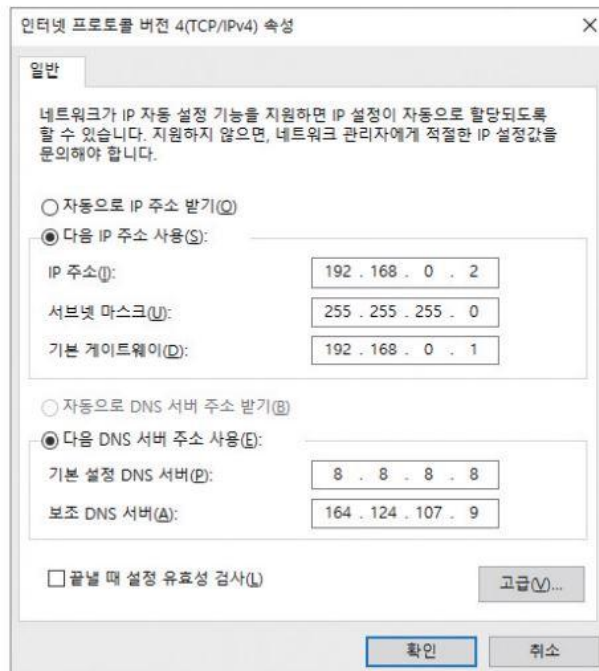 인터넷 프로토콜 버전 4(TCP/IPv4) 속성
일반
네트워크가 IP 자동 설정 기능을 지원하면 IP 설정이 자동으로 할당되도록
할 수 있습니다. 지원하지 않으면, 네트워크 관리자에게 적절한 IP 설정값을
문의해야 합니다.
자동으로 IP 주소 받기(O)
다음 IP 주소 사용(S):
IP 주소(I): 192 . 168 . 0 . 2
서브넷 마스크(U): 255 . 255 . 255 . 0
기본 게이트웨이(D): 192 . 168 . 0 . 1
자동으로 DNS 서버 주소 받기(B)
다음 DNS 서버 주소 사용(E):
기본 설정 DNS 서버(P): 8 . 8 . 8 . 8
보조 DNS 서버(A): 164 . 124 . 107 . 9
끝낼 때 설정 유효성 검사(L)
고급(V)...
확인 취소